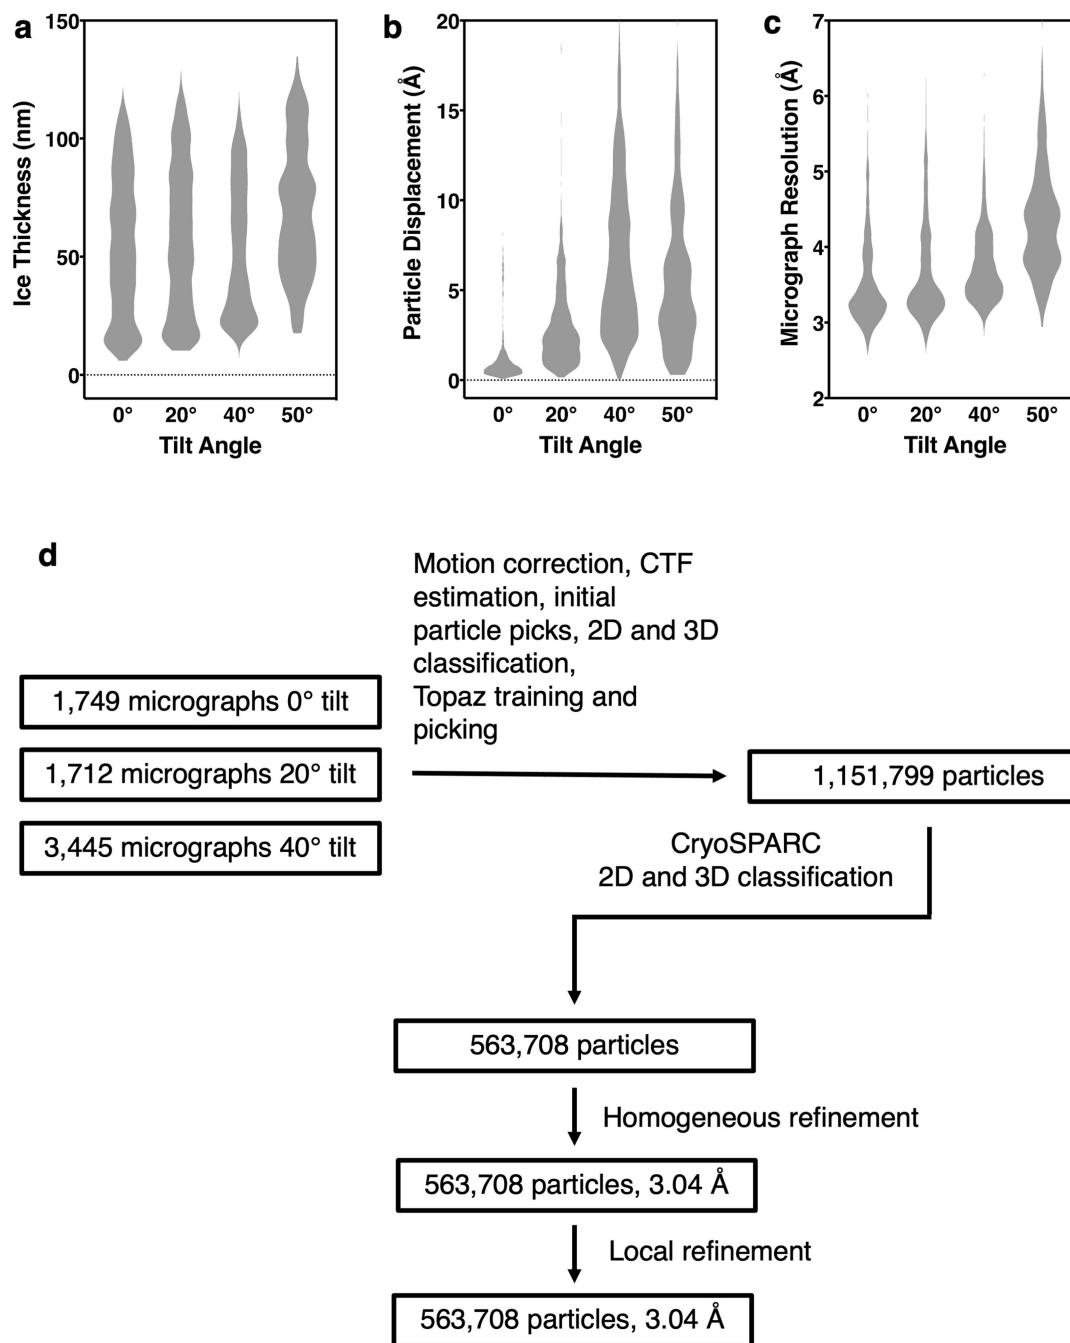 a
150
100
50
0
Ice Thickness (nm)
0° 20° 40° 50°
Tilt Angle
b
20
15
10
5
0
Particle Displacement (Å)
0° 20° 40° 50°
Tilt Angle
c
7
6
5
4
3
2
Micrograph Resolution (Å)
0° 20° 40° 50°
Tilt Angle
d
Motion correction, CTF
estimation, initial
particle picks, 2D and 3D
classification,
Topaz training and
picking
1,749 micrographs 0° tilt
1,712 micrographs 20° tilt
3,445 micrographs 40° tilt
1,151,799 particles
CryoSPARC
2D and 3D classification
563,708 particles
Homogeneous refinement
563,708 particles, 3.04 Å
Local refinement
563,708 particles, 3.04 Å